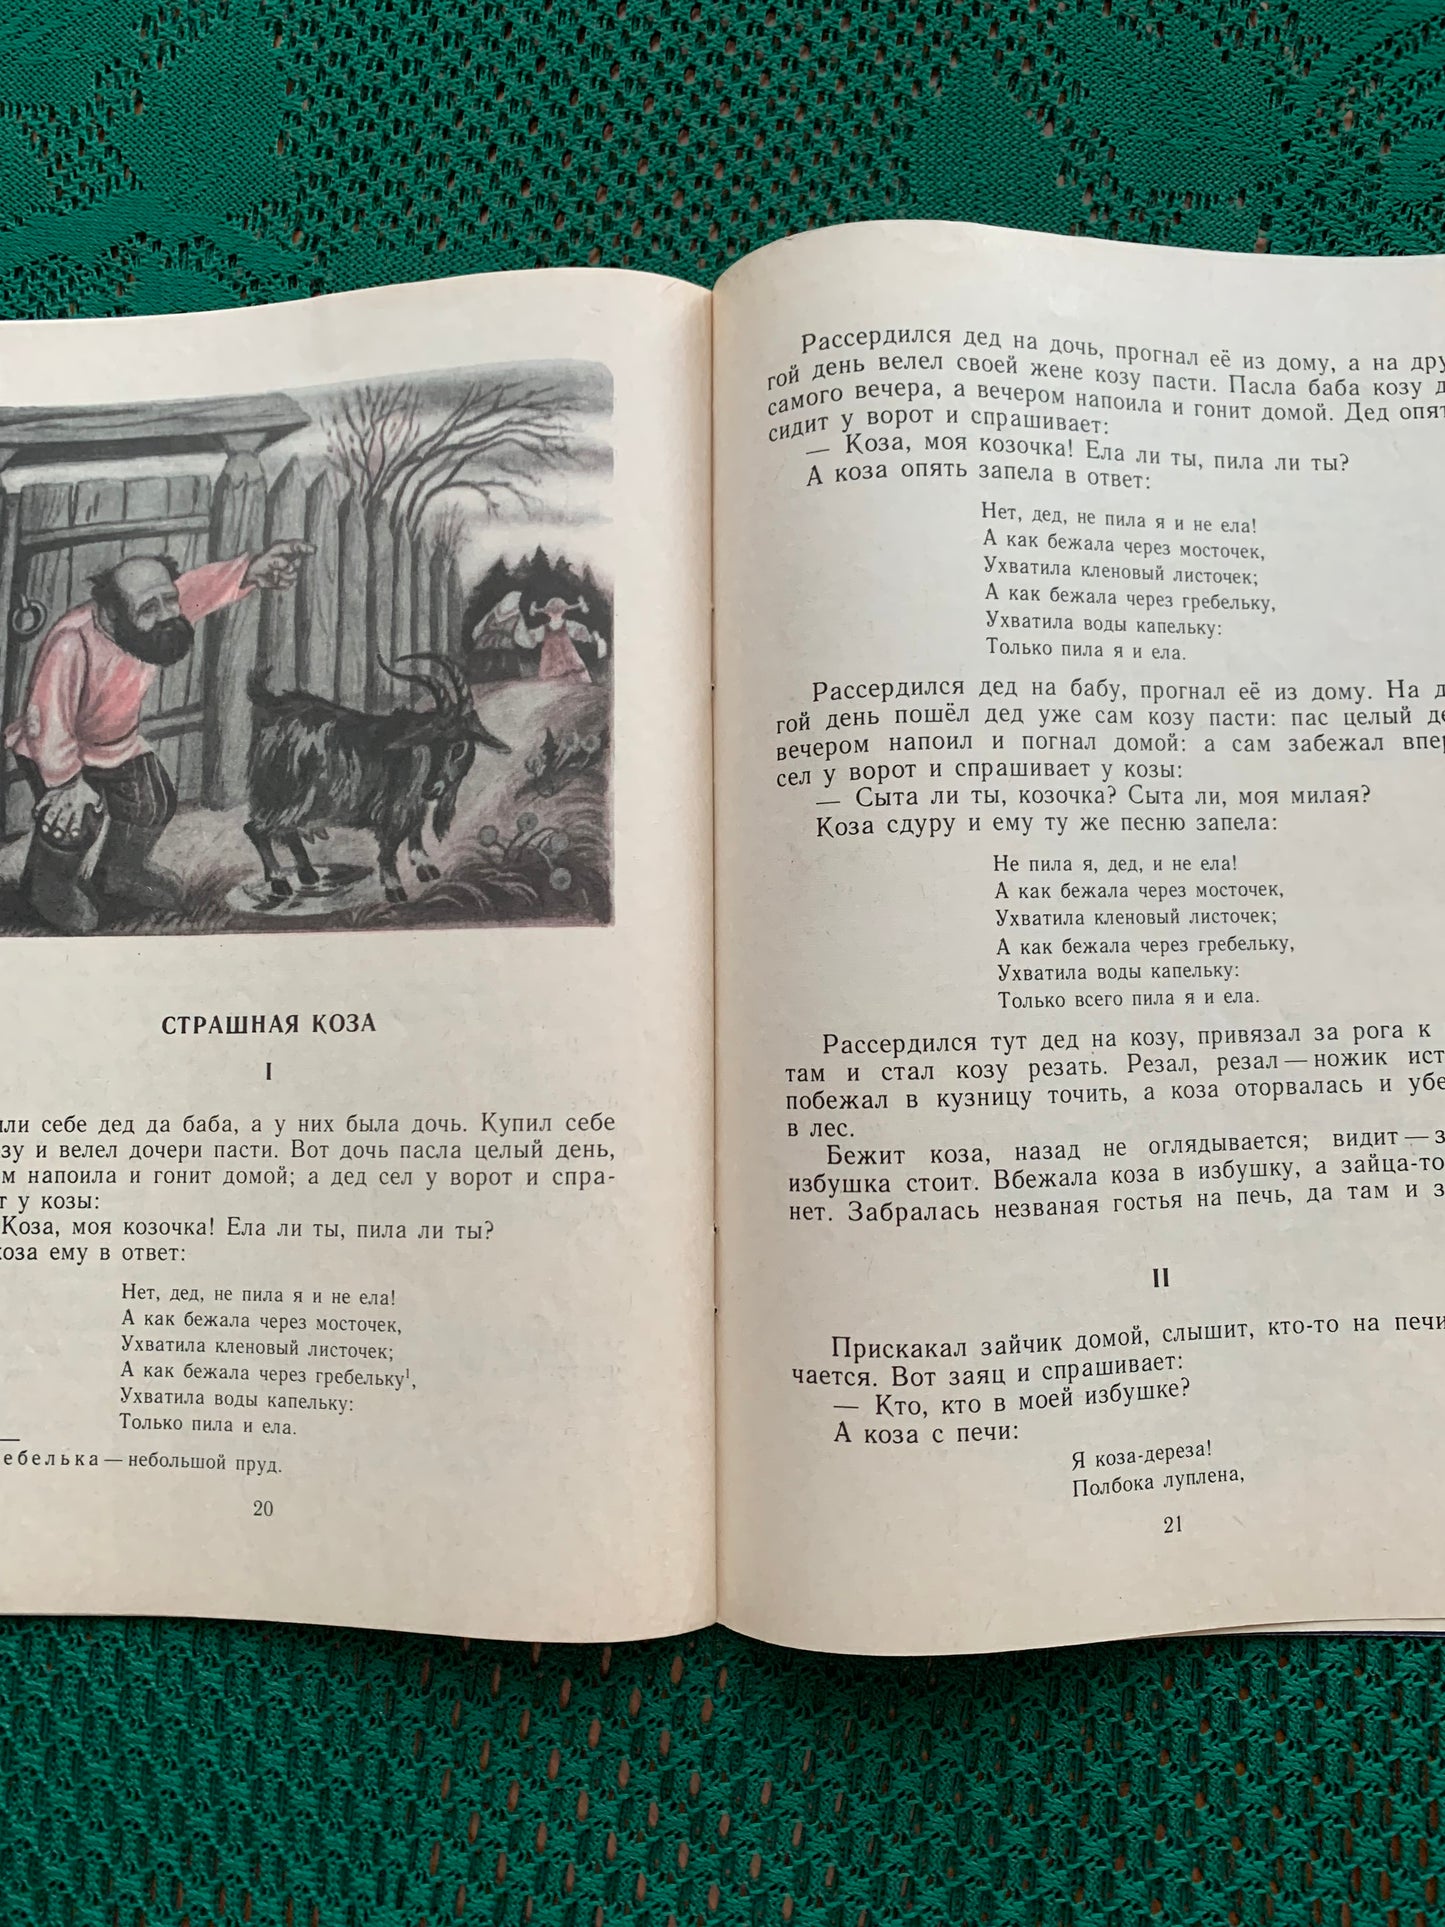 СТРАШНАЯ КОЗА
I
себе дед да баба, а у них была дочь. Купил себе
и велел дочери пасти. Вот дочь пасла целый день,
напоила и гонит домой; а дед сел у ворот и спра-
у козы:
Коза, моя козочка! Ела ли ты, пила ли ты?
ему в ответ:
Нет, дед, не пила я и не ела!
А как бежала через мосточек,
Ухватила кленовый листочек;
А как бежала через гребельку¹,
Ухватила воды капельку:
Только пила и ела.
ебелька — небольшой пруд.
20
Рассердился дед на дочь, прогнал её из дому, а на дру
гой день велел своей жене козу пасти. Пасла баба козу д
самого вечера, а вечером напоила и гонит домой. Дед опят
сидит у ворот и спрашивает:
— Коза, моя козочка! Ела ли ты, пила ли ты?
А коза опять запела в ответ:
Нет, дед, не пила я и не ела!
А как бежала через мосточек,
Ухватила кленовый листочек;
А как бежала через гребельку,
Ухватила воды капельку:
Только пила я и ела.
Рассердился дед на бабу, прогнал её из дому. На д
гой день пошёл дед уже сам козу пасти: пас целый де
вечером напоил и погнал домой: а сам забежал впер
сел у ворот и спрашивает у козы:
— Сыта ли ты, козочка? Сыта ли, моя милая?
Коза сдуру и ему ту же песню запела:
Не пила я, дед, и не ела!
А как бежала через мосточек,
Ухватила кленовый листочек;
А как бежала через гребельку,
Ухватила воды капельку:
Только всего пила я и ела.
Рассердился тут дед на козу, привязал за рога к
там и стал козу резать. Резал, резал — ножик ист
побежал в кузницу точить, а коза оторвалась и убе
в лес.
Бежит коза, назад не оглядывается; видит — з
избушка стоит. Вбежала коза в избушку, а зайца-то
нет. Забралась незваная гостья на печь, да там и з
II
Прискакал зайчик домой, слышит, кто-то на печи
чается. Вот заяц и спрашивает:
— Кто, кто в моей избушке?
А коза с печи:
Я коза-дереза!
Полбока луплена,
21